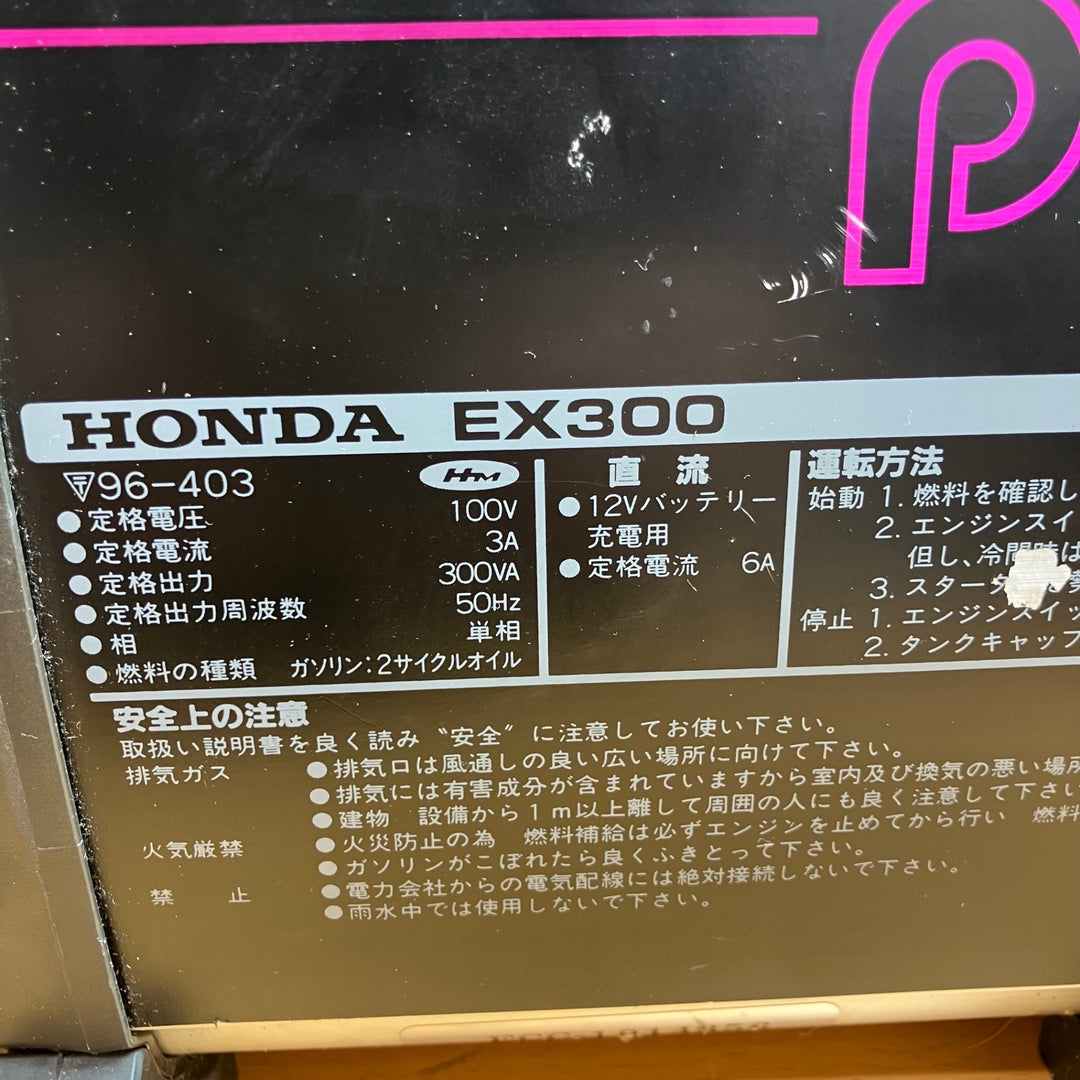 P
HONDA EX300
〒96-403 HM
●定格電圧 100V
●定格電流 3A
●定格出力 300VA
●定格出力周波数 50Hz
●相 単相
●燃料の種類 ガソリン:2サイクルオイル
直流
●12Vバッテリー
充電用
●定格電流 6A
運転方法
始動 1. 燃料を確認し
2. エンジンスイ
但し、冷間時は
3. スター
停止 1. エンジンスイッ
2. タンクキャップ
安全上の注意
取扱い説明書を良く読み〝安全〟に注意してお使い下さい。
排気ガス ●排気口は風通しの良い広い場所に向けて下さい。
●排気には有害成分が含まれていますから室内及び換気の悪い場所
●建物 設備から1m以上離して周囲の人にも良く注意して下さい
火気厳禁 ●火災防止の為 燃料補給は必ずエンジンを止めてから行い 燃料
●ガソリンがこぼれたら良くふきとって下さい。
禁止 ●電力会社からの電気配線には絶対接続しないで下さい。
●雨水中では使用しないで下さい。